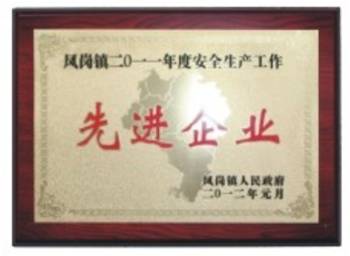 凤岗镇二〇一一年度安全生产工作
先进企业
凤岗镇人民政府
二〇一二年元月